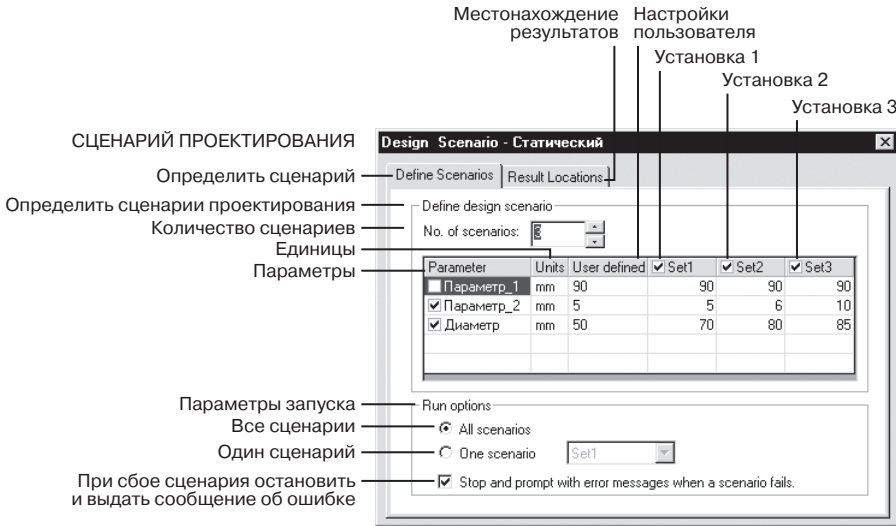 Местонахождение
результатов
Настройки
пользователя
Установка 1
Установка 2
Установка 3
СЦЕНАРИЙ ПРОЕКТИРОВАНИЯ
Design Scenario - Статический
Определить сценарий
Define Scenarios
Result Locations
Определить сценарии проектирования
Define design scenario
Количество сценариев
No. of scenarios: 3
Единицы
Параметры
Parameter Units User defined Set1 Set2 Set3
Параметр_1 mm 90 90 90 90
Параметр_2 mm 5 5 6 10
Диаметр mm 50 70 80 85
Параметры запуска
Run options
Все сценарии
All scenarios
Один сценарий
One scenario Set1
При сбое сценария остановить
и выдать сообщение об ошибке
Stop and prompt with error messages when a scenario fails.